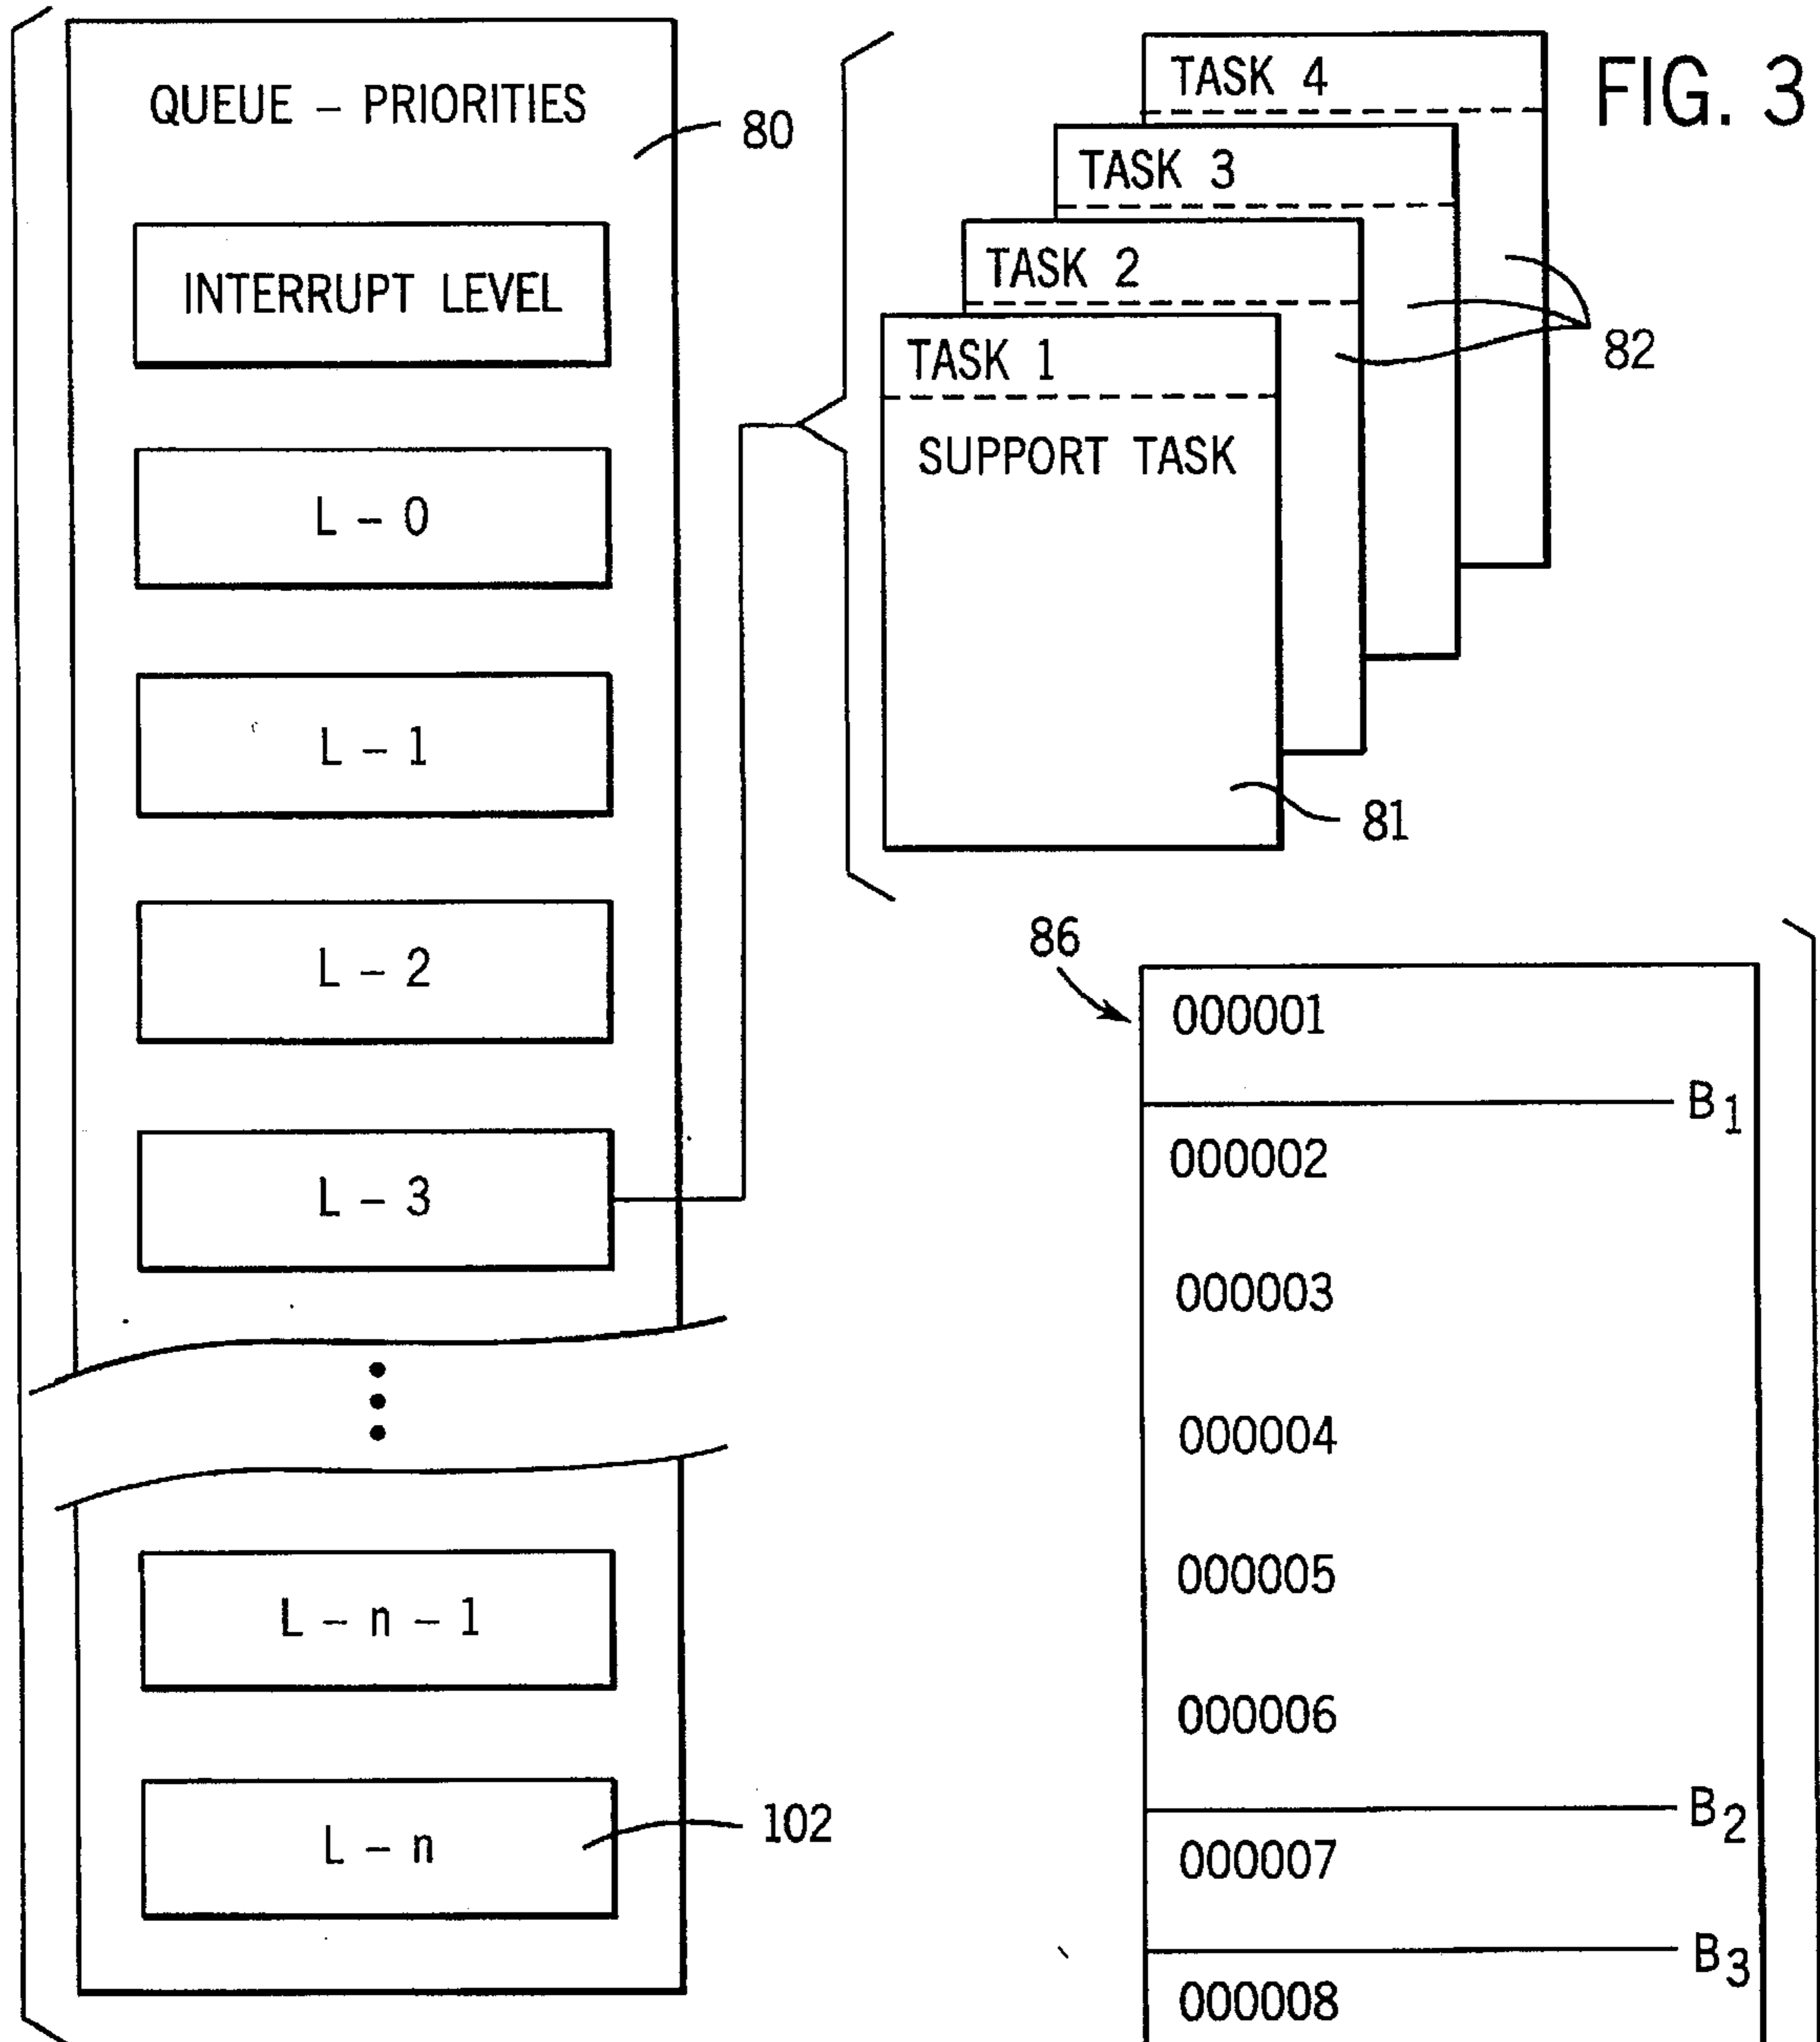 FIG. 3
QUEUE – PRIORITIES
80
INTERRUPT LEVEL
L – 0
L – 1
L – 2
L – 3
L – n – 1
L – n
102
TASK 4
TASK 3
TASK 2
TASK 1
SUPPORT TASK
82
81
86
000001
B1
000002
000003
000004
000005
000006
B2
000007
B3
000008